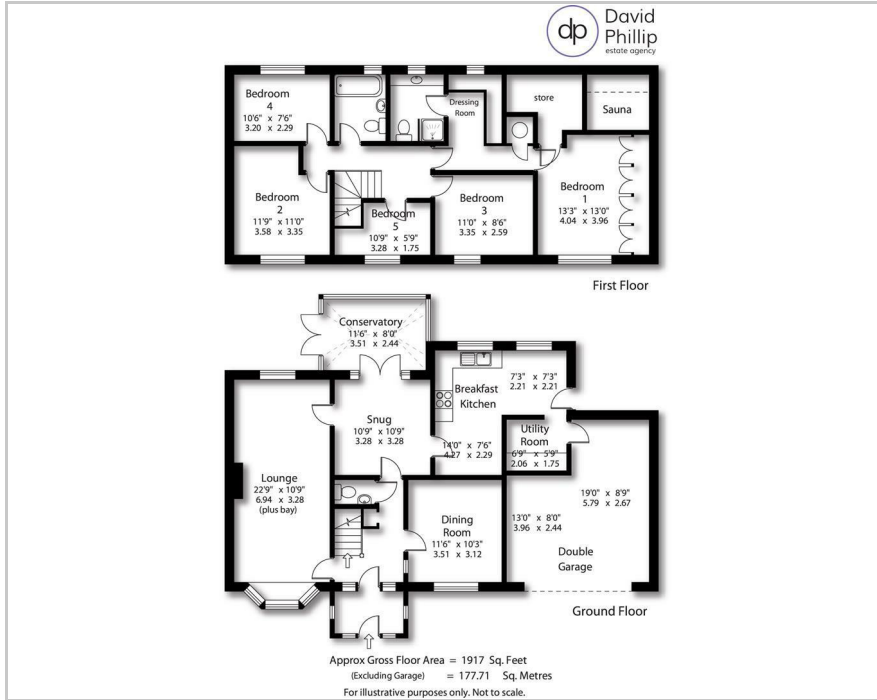 dp
David
Phillip
estate agency
Bedroom
4
10'6" x 7'6"
3.20 x 2.29
Dressing
Room
store
Sauna
Bedroom
2
11'9" x 11'0"
3.58 x 3.35
Bedroom
5
10'9" x 5'9"
3.28 x 1.75
Bedroom
3
11'0" x 8'6"
3.35 x 2.59
Bedroom
1
13'3" x 13'0"
4.04 x 3.96
First Floor
Conservatory
11'6" x 8'0"
3.51 x 2.44
Breakfast
Kitchen
7'3" x 7'3"
2.21 x 2.21
14'0" x 7'6"
4.27 x 2.29
Snug
10'9" x 10'9"
3.28 x 3.28
Utility
Room
6'9" x 5'9"
2.06 x 1.75
Lounge
22'9" x 10'9"
6.94 x 3.28
(plus bay)
Dining
Room
11'6" x 10'3"
3.51 x 3.12
19'0" x 8'9"
5.79 x 2.67
13'0" x 8'0"
3.96 x 2.44
Double
Garage
Ground Floor
Approx Gross Floor Area = 1917 Sq. Feet
(Excluding Garage) = 177.71 Sq. Metres
For illustrative purposes only. Not to scale.